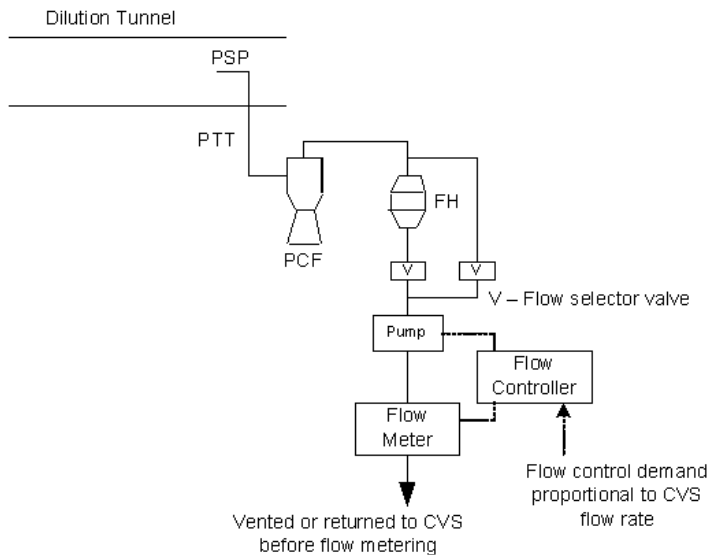 Dilution Tunnel
PSP
PTT
FH
PCF
V
V
V – Flow selector valve
Pump
Flow
Controller
Flow
Meter
Flow control demand
proportional to CVS
flow rate
Vented or returned to CVS
before flow metering